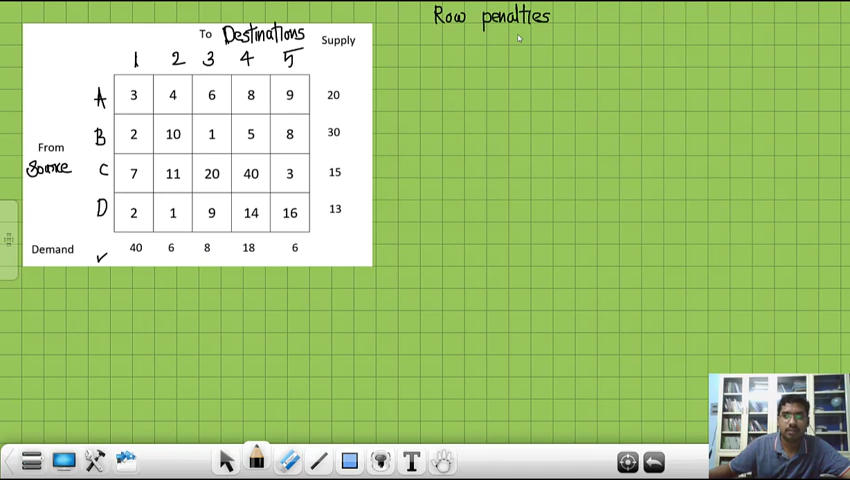 Row penalties
To Destinations Supply
1 2 3 4 5
A 3 4 6 8 9 20
B 2 10 1 5 8 30
From
Source C 7 11 20 40 3 15
D 2 1 9 14 16 13
Demand 40 6 8 18 6
T